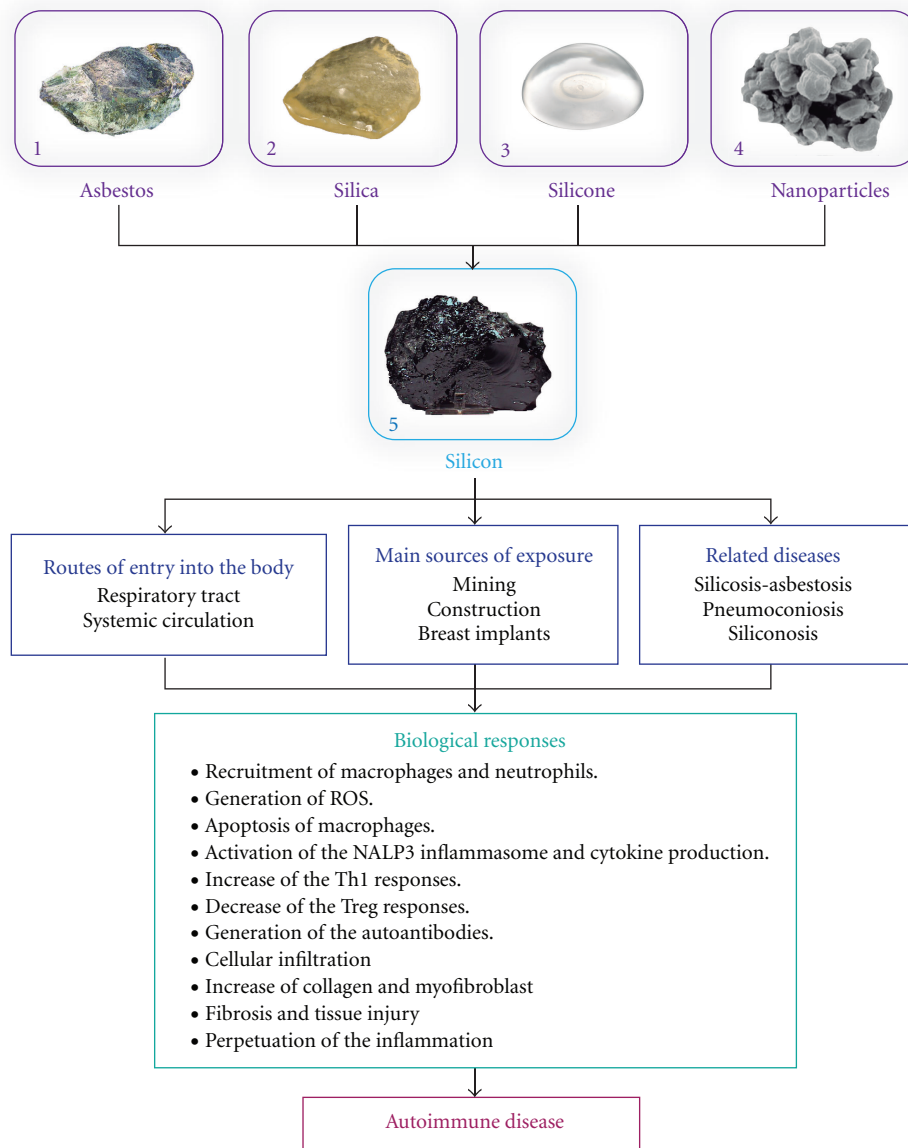 1
2
3
4
Asbestos
Silica
Silicone
Nanoparticles
5
Silicon
Routes of entry into the body
Respiratory tract
Systemic circulation
Main sources of exposure
Mining
Construction
Breast implants
Related diseases
Silicosis-asbestosis
Pneumoconiosis
Siliconosis
Biological responses
• Recruitment of macrophages and neutrophils.
• Generation of ROS.
• Apoptosis of macrophages.
• Activation of the NALP3 inflammasome and cytokine production.
• Increase of the Th1 responses.
• Decrease of the Treg responses.
• Generation of the autoantibodies.
• Cellular infiltration
• Increase of collagen and myofibroblast
• Fibrosis and tissue injury
• Perpetuation of the inflammation
Autoimmune disease